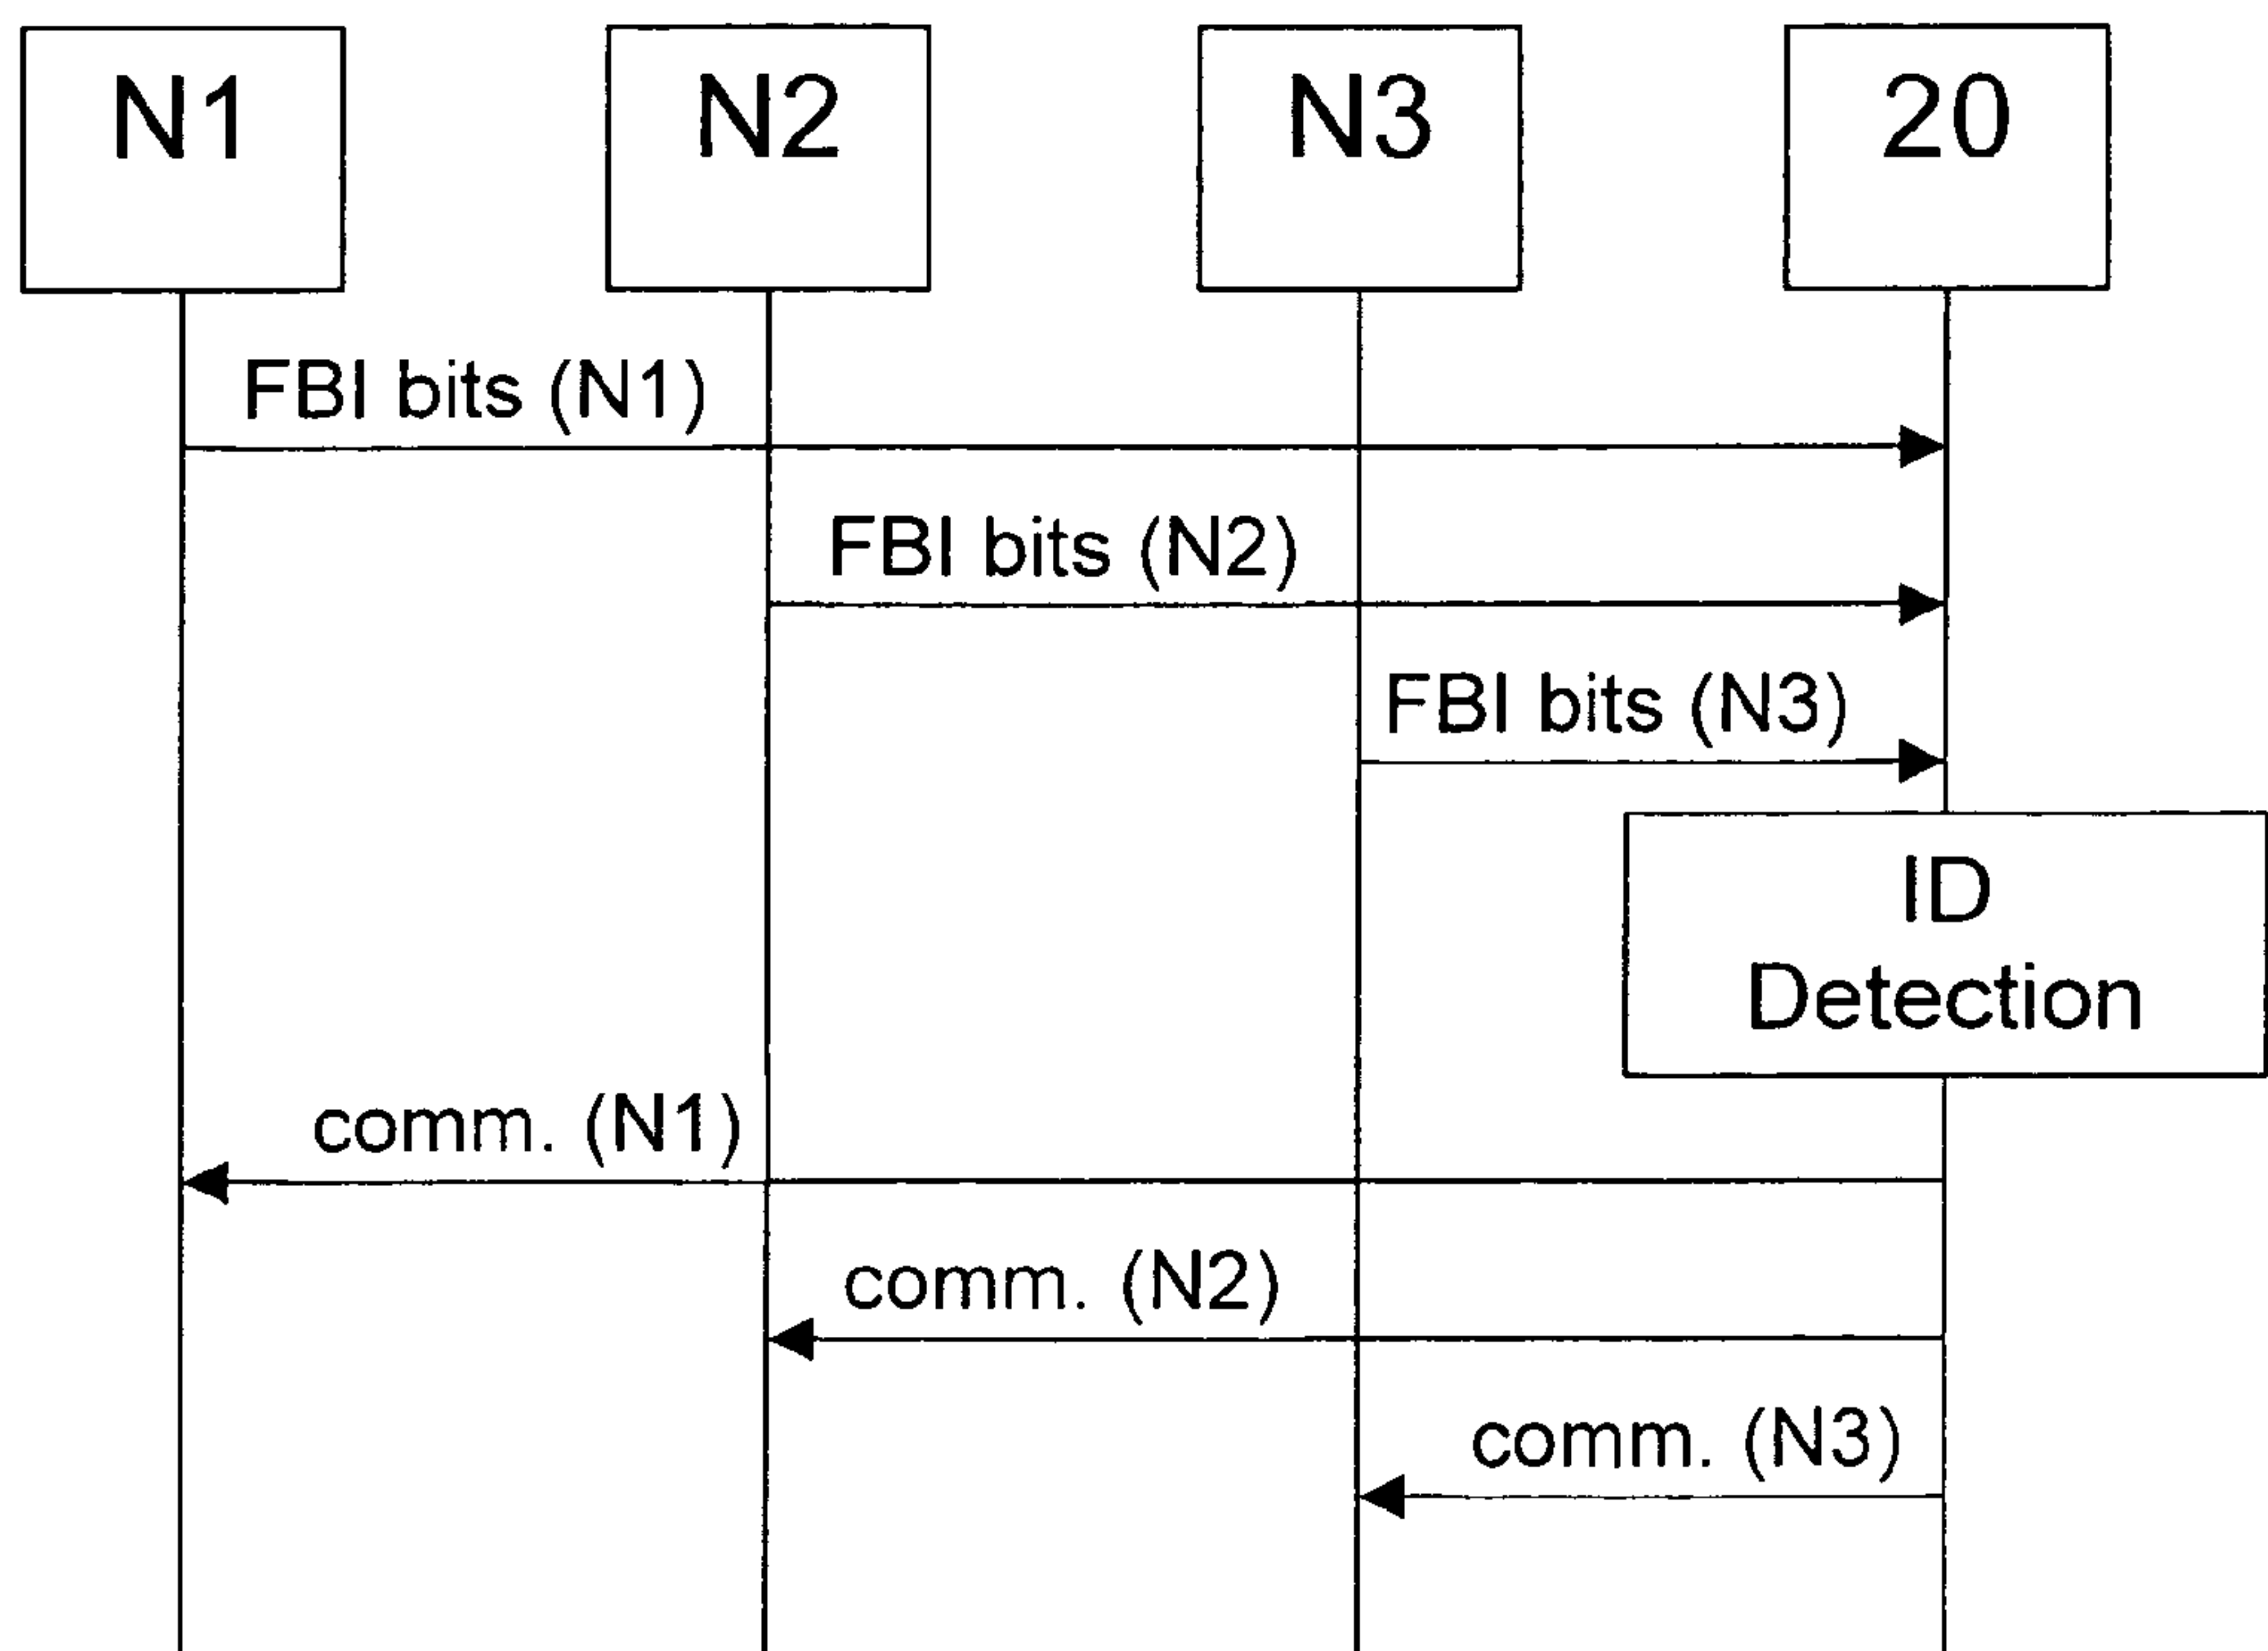 N1
N2
N3
20
FBI bits (N1)
FBI bits (N2)
FBI bits (N3)
ID
Detection
comm. (N1)
comm. (N2)
comm. (N3)